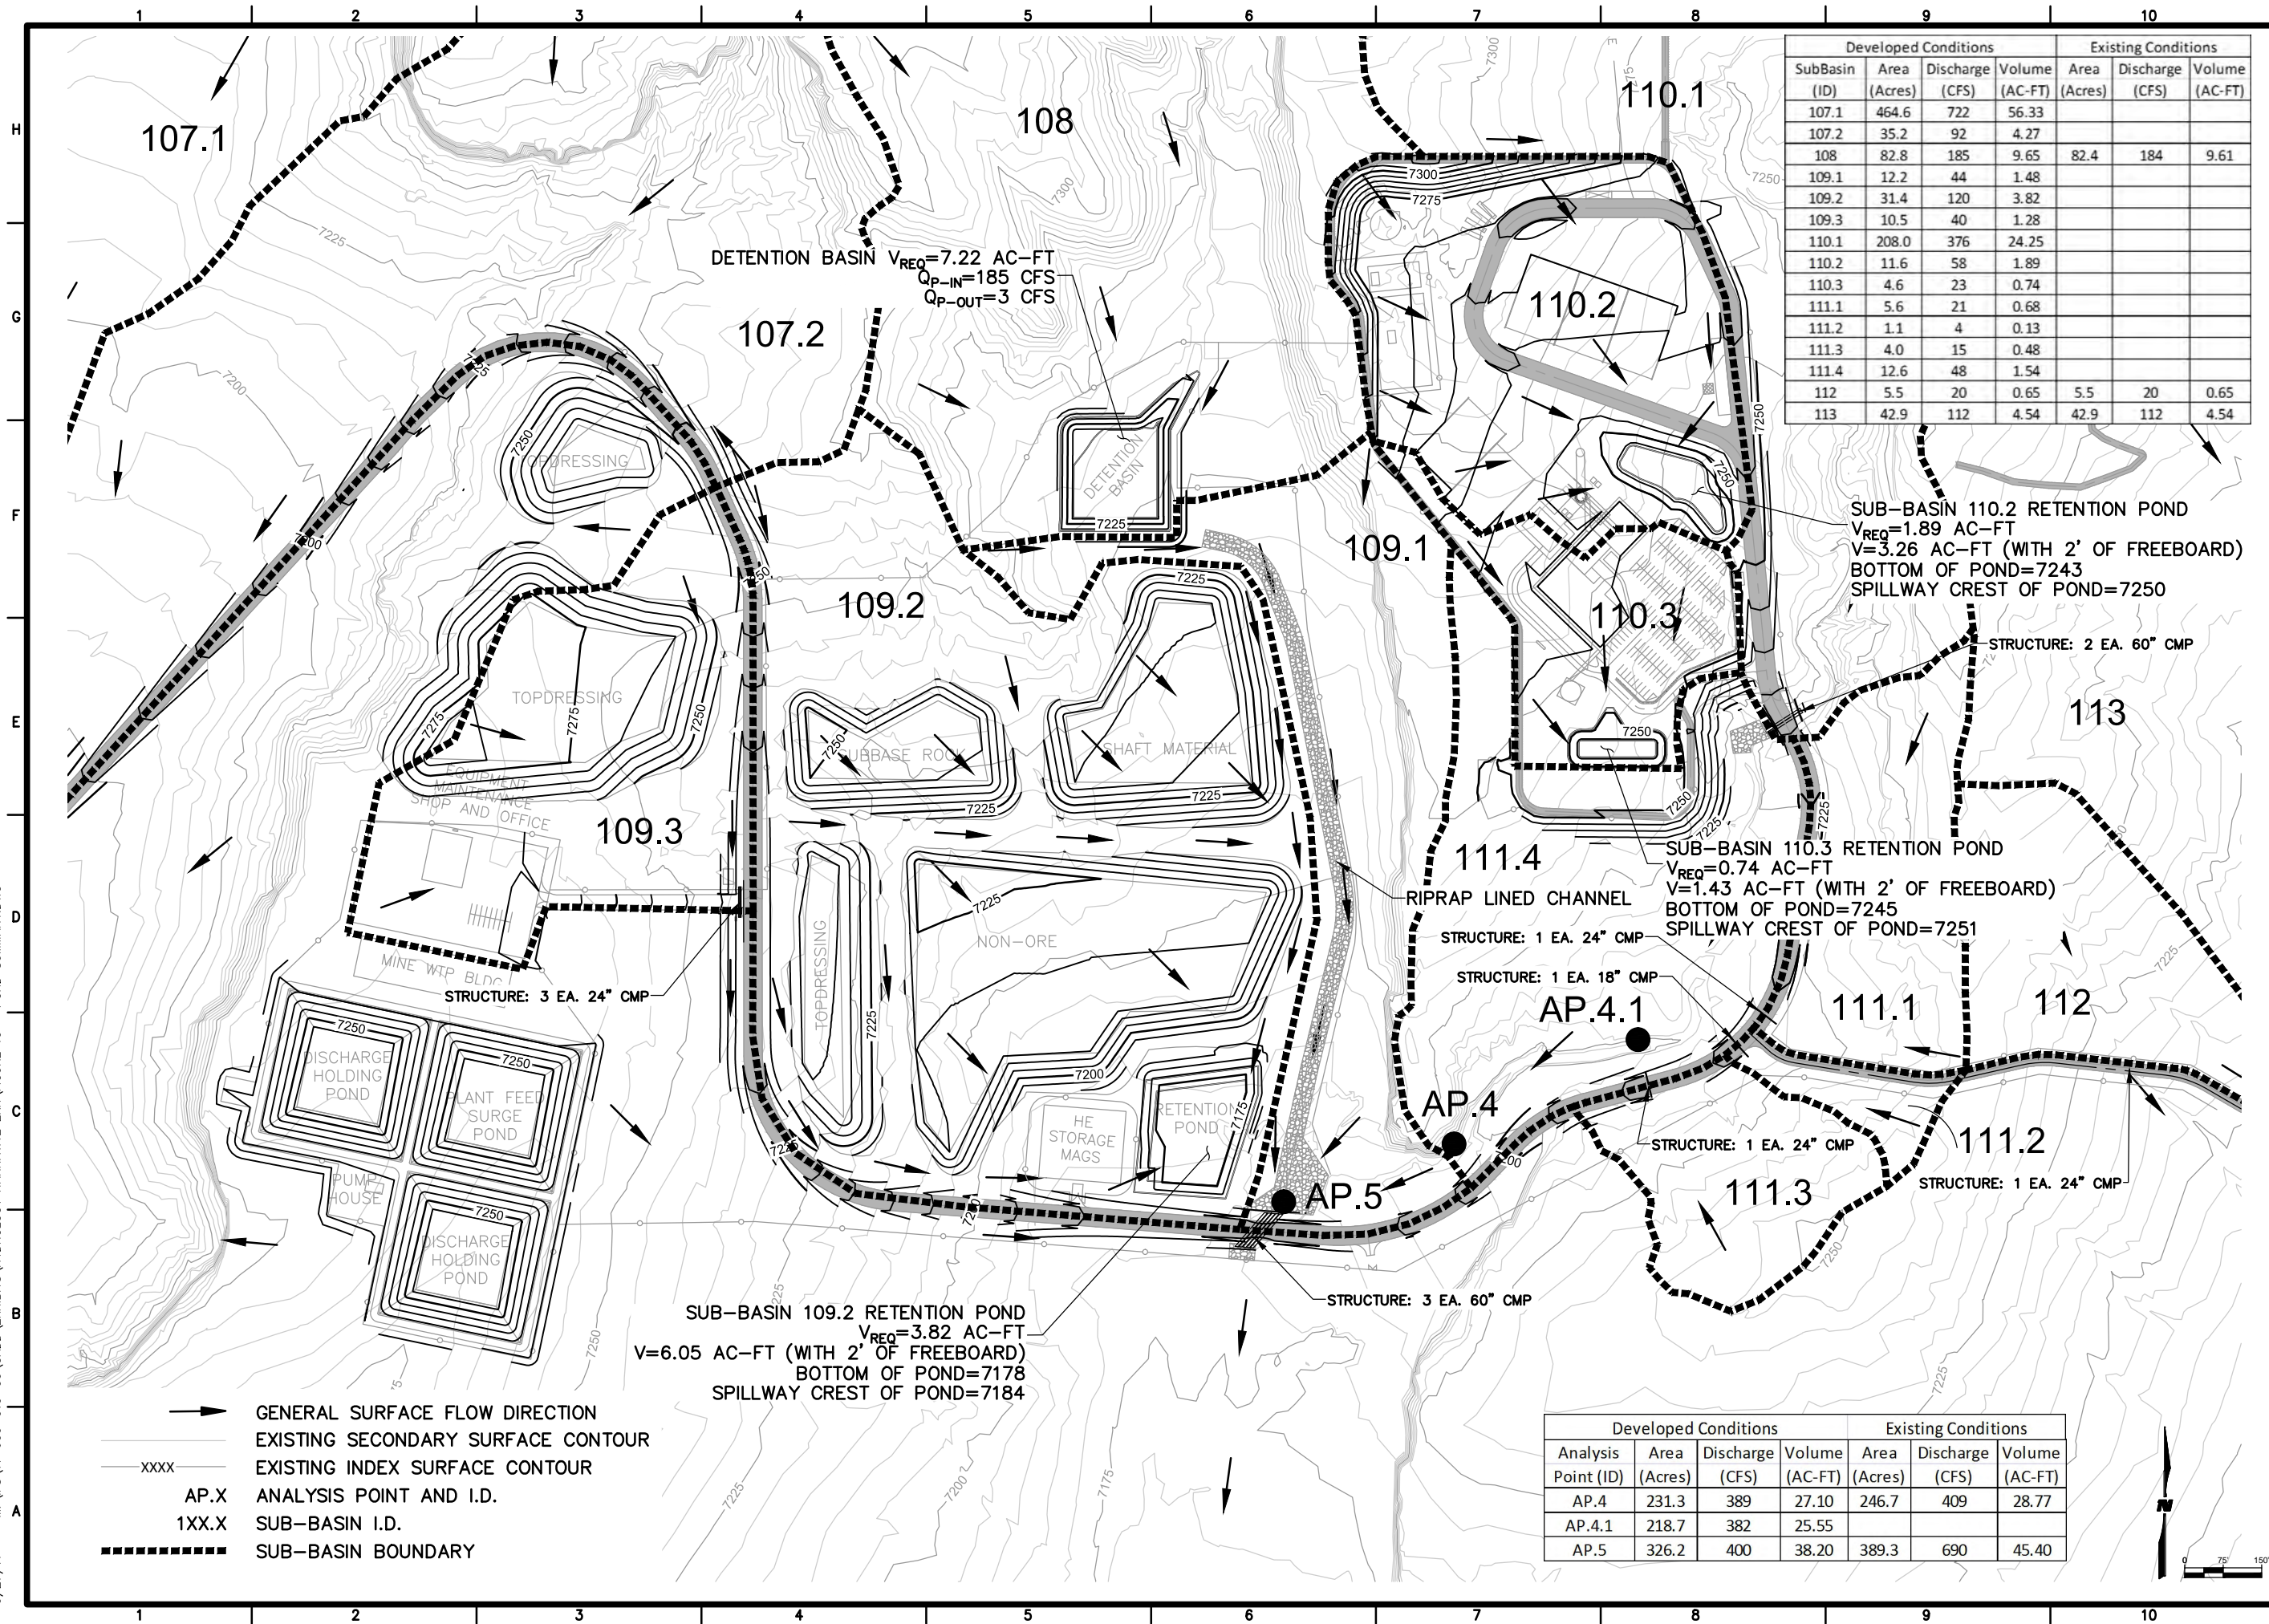 1 2 3 4 5 6 7 8 9 10
H
G
F
E
D
C
B
A
107.1
108
110.1
107.2
110.2
109.1
109.2
110.3
109.3
111.4
113
111.1
112
111.2
111.3
AP.4.1
AP.4
AP.5
Developed Conditions Existing Conditions
SubBasin Area Discharge Volume Area Discharge Volume
(ID) (Acres) (CFS) (AC-FT) (Acres) (CFS) (AC-FT)
107.1 464.6 722 56.33
107.2 35.2 92 4.27
108 82.8 185 9.65 82.4 184 9.61
109.1 12.2 44 1.48
109.2 31.4 120 3.82
109.3 10.5 40 1.28
110.1 208.0 376 24.25
110.2 11.6 58 1.89
110.3 4.6 23 0.74
111.1 5.6 21 0.68
111.2 1.1 4 0.13
111.3 4.0 15 0.48
111.4 12.6 48 1.54
112 5.5 20 0.65 5.5 20 0.65
113 42.9 112 4.54 42.9 112 4.54
DETENTION BASIN VREQ=7.22 AC-FT
QP-IN=185 CFS
QP-OUT=3 CFS
DETENTION
BASIN
TOPDRESSING
TOPDRESSING
SUBBASE ROCK
SHAFT MATERIAL
EQUIPMENT
MAINTENANCE
SHOP AND OFFICE
MINE WTP BLDG
TOPDRESSING
NON-ORE
DISCHARGE
HOLDING
POND
PLANT FEED
SURGE
POND
PUMP
HOUSE
DISCHARGE
HOLDING
POND
HE
STORAGE
MAGS
RETENTION
POND
SUB-BASIN 110.2 RETENTION POND
VREQ=1.89 AC-FT
V=3.26 AC-FT (WITH 2' OF FREEBOARD)
BOTTOM OF POND=7243
SPILLWAY CREST OF POND=7250
STRUCTURE: 2 EA. 60" CMP
SUB-BASIN 110.3 RETENTION POND
VREQ=0.74 AC-FT
V=1.43 AC-FT (WITH 2' OF FREEBOARD)
BOTTOM OF POND=7245
SPILLWAY CREST OF POND=7251
RIPRAP LINED CHANNEL
STRUCTURE: 1 EA. 24" CMP
STRUCTURE: 1 EA. 18" CMP
STRUCTURE: 3 EA. 24" CMP
STRUCTURE: 1 EA. 24" CMP
STRUCTURE: 1 EA. 24" CMP
STRUCTURE: 3 EA. 60" CMP
SUB-BASIN 109.2 RETENTION POND
VREQ=3.82 AC-FT
V=6.05 AC-FT (WITH 2' OF FREEBOARD)
BOTTOM OF POND=7178
SPILLWAY CREST OF POND=7184
7300
7275
7250
7225
7200
7175
GENERAL SURFACE FLOW DIRECTION
EXISTING SECONDARY SURFACE CONTOUR
XXXX EXISTING INDEX SURFACE CONTOUR
AP.X ANALYSIS POINT AND I.D.
1XX.X SUB-BASIN I.D.
SUB-BASIN BOUNDARY
Developed Conditions Existing Conditions
Analysis Area Discharge Volume Area Discharge Volume
Point (ID) (Acres) (CFS) (AC-FT) (Acres) (CFS) (AC-FT)
AP.4 231.3 389 27.10 246.7 409 28.77
AP.4.1 218.7 382 25.55
AP.5 326.2 400 38.20 389.3 690 45.40
N
0 75' 150'
1 2 3 4 5 6 7 8 9 10